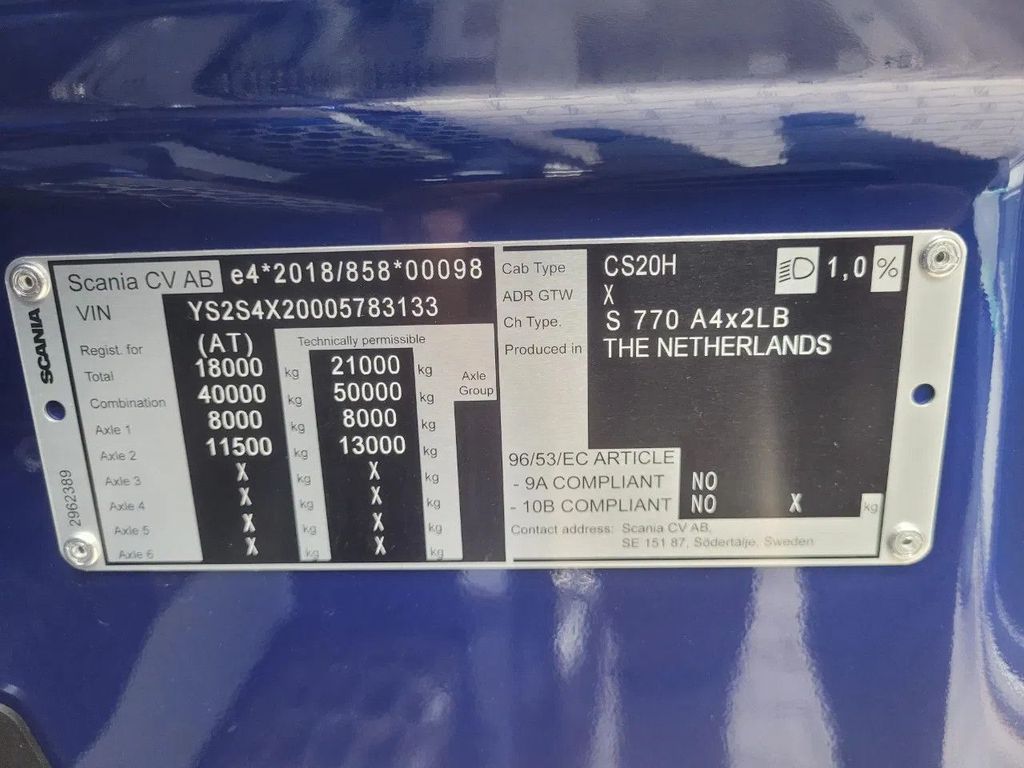 SCANIA
2962389
Scania CV AB e4*2018/858*00098
VIN YS2S4X20005783133
Regist. for (AT) Technically permissible
Total 18000 kg 21000 kg Axle Group
Combination 40000 kg 50000 kg
Axle 1 8000 kg 8000 kg
Axle 2 11500 kg 13000 kg
Axle 3 X kg X kg
Axle 4 X kg X kg
Axle 5 X kg X kg
Axle 6 X kg X kg
Cab Type CS20H 1,0 %
ADR GTW X
Ch Type. S 770 A4x2LB
Produced in THE NETHERLANDS
96/53/EC ARTICLE
- 9A COMPLIANT NO
- 10B COMPLIANT NO X kg
Contact address: Scania CV AB,
SE 151 87, Södertälje, Sweden